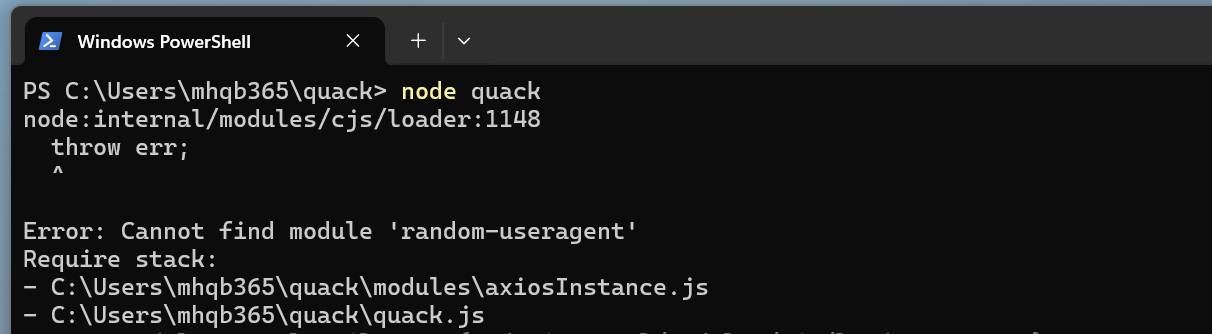 Windows PowerShell
PS C:\Users\mhqb365\quack> node quack
node:internal/modules/cjs/loader:1148
  throw err;
  ^
Error: Cannot find module 'random-useragent'
Require stack:
- C:\Users\mhqb365\quack\modules\axiosInstance.js
- C:\Users\mhqb365\quack\quack.js